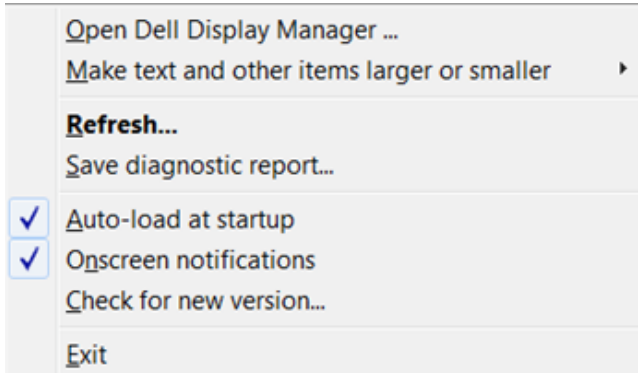 Open Dell Display Manager ...
Make text and other items larger or smaller
Refresh...
Save diagnostic report...
Auto-load at startup
Onscreen notifications
Check for new version...
Exit